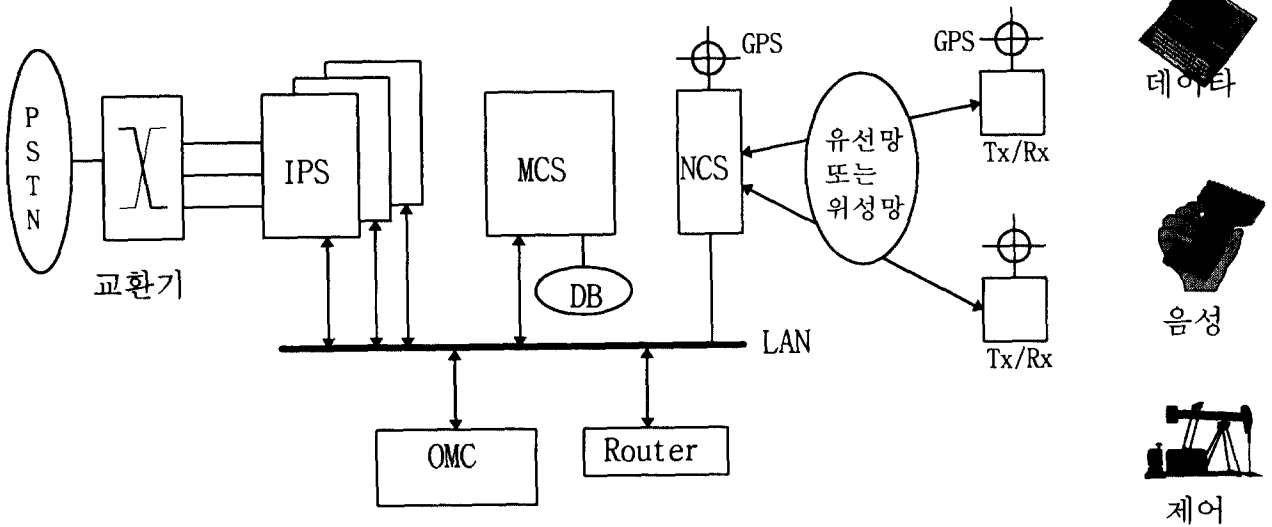 PSTN
교환기
IPS
MCS
DB
NCS
GPS
유선망
또는
위성망
GPS
Tx/Rx
Tx/Rx
LAN
OMC
Router
데이타
음성
제어